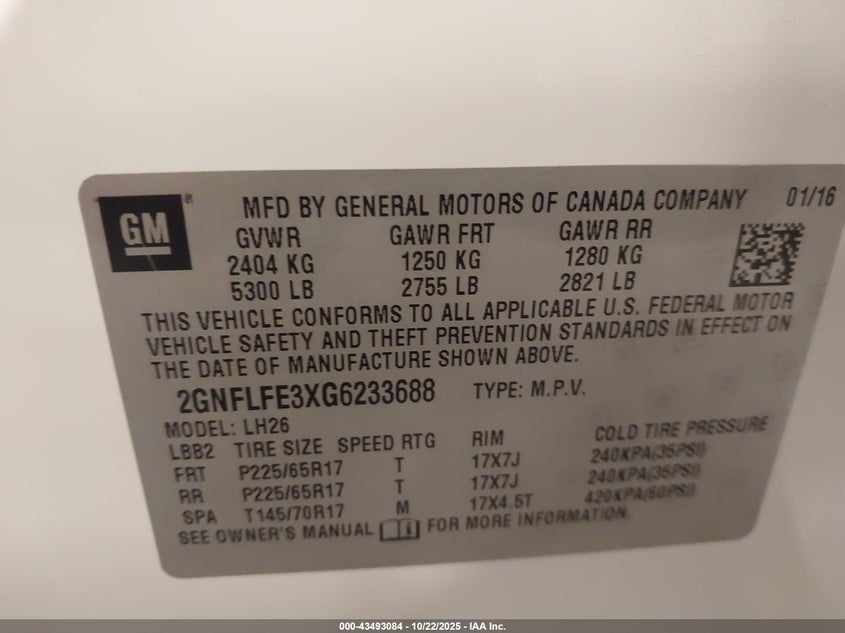 GM ® MFD BY GENERAL MOTORS OF CANADA COMPANY 01/16
GVWR GAWR FRT GAWR RR
2404 KG 1250 KG 1280 KG
5300 LB 2755 LB 2821 LB
THIS VEHICLE CONFORMS TO ALL APPLICABLE U.S. FEDERAL MOTOR
VEHICLE SAFETY AND THEFT PREVENTION STANDARDS IN EFFECT ON
THE DATE OF MANUFACTURE SHOWN ABOVE.
2GNFLFE3XG6233688 TYPE: M.P.V.
MODEL: LH26
LBB2 TIRE SIZE SPEED RTG RIM COLD TIRE PRESSURE
FRT P225/65R17 T 17X7J 240KPA(35PSI)
RR P225/65R17 T 17X7J 240KPA(35PSI)
SPA T145/70R17 M 17X4.5T 420KPA(60PSI)
SEE OWNER'S MANUAL FOR MORE INFORMATION.
000-43493084 - 10/22/2025 - IAA Inc.